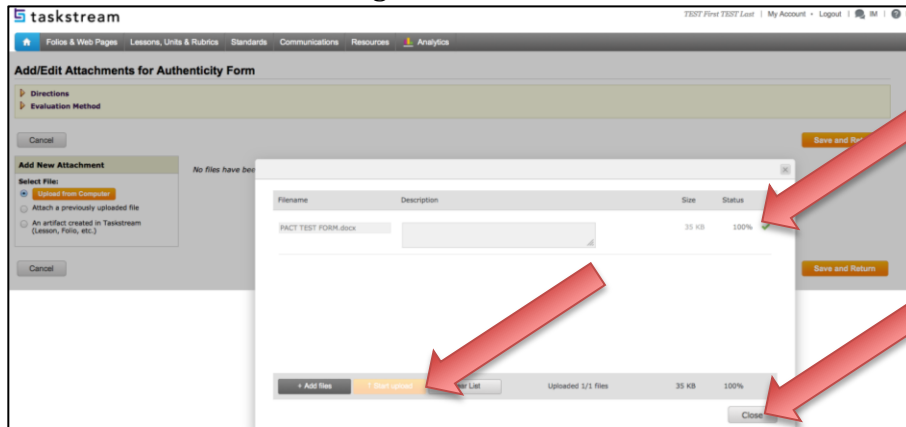 taskstream
TEST First TEST Last | My Account - Logout | IM |
Folios & Web Pages Lessons, Units & Rubrics Standards Communications Resources Analytics
Add/Edit Attachments for Authenticity Form
Directions
Evaluation Method
Cancel
Save and
Add New Attachment
No files have
Select File:
Upload from Computer
Attach a previously uploaded file
An artifact created in Taskstream
(Lesson, Folio, etc.)
Filename Description Size Status
PACT TEST FORM.docx 35 KB 100%
Cancel
Save and Return
+ Add files List Uploaded 1/1 files 35 KB 100%
Close